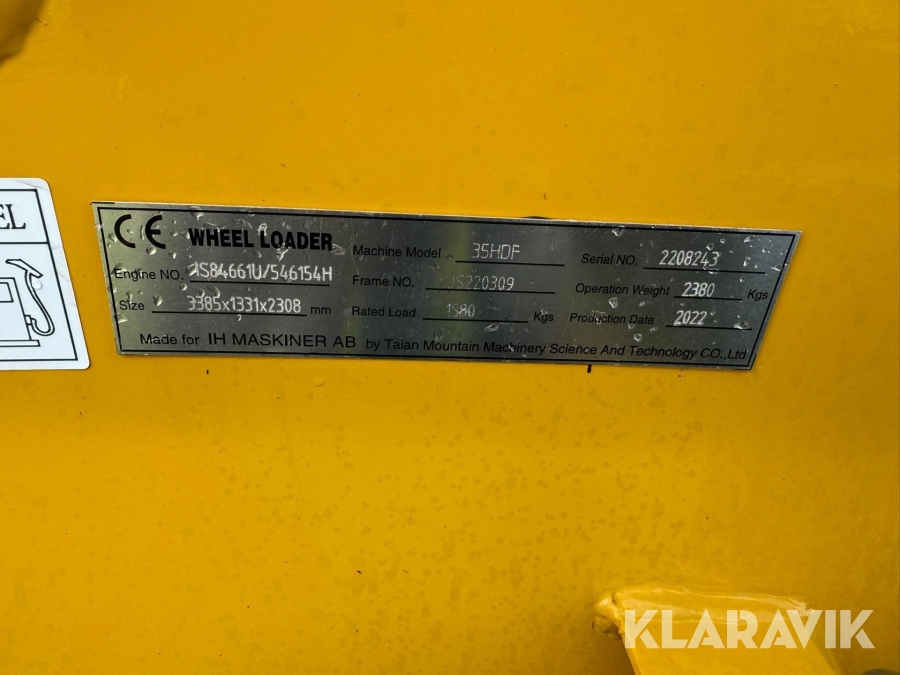 EL
CE WHEEL LOADER Machine Model 35HDF Serial NO. 2208243
Engine NO. AS84661U/546154H Frame NO. JS220309 Operation Weight 2380 Kgs
Size 3385x1331x2308 mm Rated Load 1580 Kgs Production Date 2022
Made for IH MASKINER AB by Taian Mountain Machinery Science And Technology CO.,Ltd
KLARAVIK